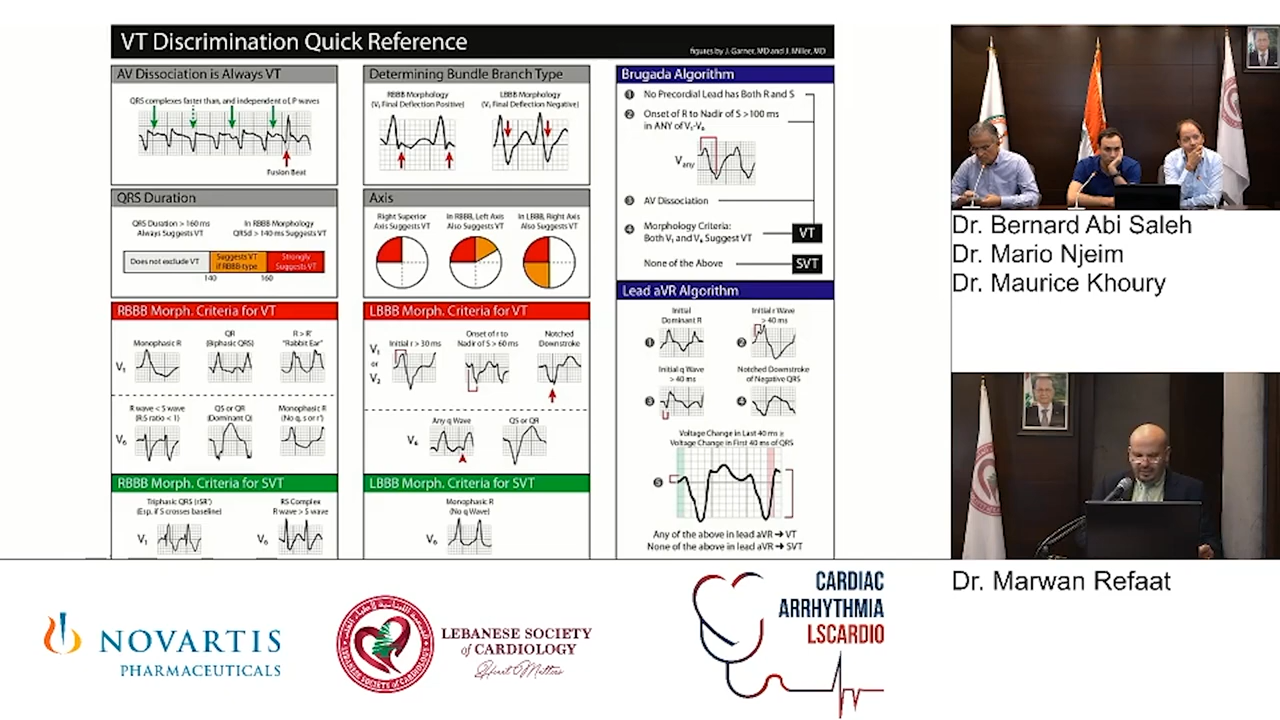 VT Discrimination Quick Reference
figures by J. Garner, MD and J. Miller, MD
AV Dissociation is Always VT
QRS complexes faster than, and independent of, P waves
Fusion Beat
QRS Duration
QRS Duration > 160 ms
Always Suggests VT
In RBBB Morphology
QRSd > 140 ms Suggests VT
Does not exclude VT
Suggests VT
if RBBB-type
Strongly
Suggests VT
140
160
RBBB Morph. Criteria for VT
Monophasic R
QR
(Biphasic QRS)
R > R'
"Rabbit Ear"
V₁
R wave < S wave
(R:S ratio < 1)
QS or QR
(Dominant Q)
Monophasic R
(No q, s or r')
V₆
RBBB Morph. Criteria for SVT
Triphasic QRS (rSR')
(Esp. if S crosses baseline)
RS Complex
R wave > S wave
V₁
V₆
Determining Bundle Branch Type
RBBB Morphology
(V₁ Final Deflection Positive)
LBBB Morphology
(V₁ Final Deflection Negative)
Axis
Right Superior
Axis Suggests VT
In RBBB, Left Axis
Also Suggests VT
In LBBB, Right Axis
Also Suggests VT
LBBB Morph. Criteria for VT
V₁
or
V₂
Initial r > 30 ms
Onset of r to
Nadir of S > 60 ms
Notched
Downstroke
Any q Wave
QS or QR
V₆
LBBB Morph. Criteria for SVT
Monophasic R
(No q Wave)
V₆
Brugada Algorithm
1 No Precordial Lead has Both R and S
2 Onset of R to Nadir of S >100 ms
in ANY of V₁-V₆
Vany
3 AV Dissociation
4 Morphology Criteria:
Both V₁ and V₆ Suggest VT
VT
None of the Above
SVT
Lead aVR Algorithm
Initial
Dominant R
1
Initial r Wave
> 40 ms
2
Initial q Wave
> 40 ms
3
Notched Downstroke
of Negative QRS
4
Voltage Change in Last 40 ms ≥
Voltage Change in First 40 ms of QRS
5
Any of the above in lead aVR → VT
None of the above in lead aVR → SVT
Dr. Bernard Abi Saleh
Dr. Mario Njeim
Dr. Maurice Khoury
Dr. Marwan Refaat
NOVARTIS
PHARMACEUTICALS
LEBANESE SOCIETY
of CARDIOLOGY
Heart Matters
LEBANESE SOCIETY OF CARDIOLOGY
CARDIAC
ARRHYTHMIA
LSCARDIO